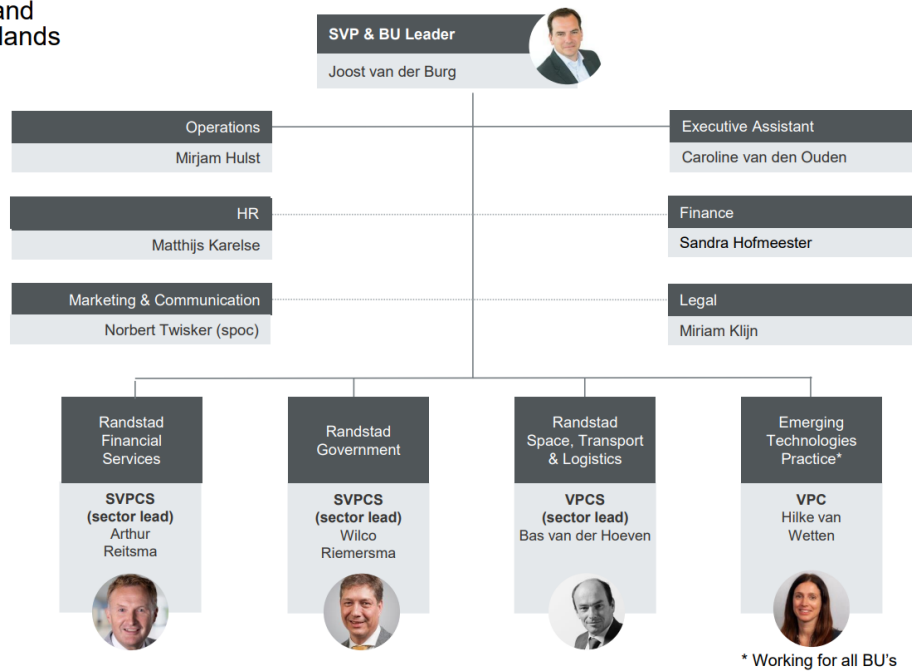 and
lands
SVP & BU Leader
Joost van der Burg
Operations
Mirjam Hulst
Executive Assistant
Caroline van den Ouden
HR
Matthijs Karelse
Finance
Sandra Hofmeester
Marketing & Communication
Norbert Twisker (spoc)
Legal
Miriam Klijn
Randstad
Financial
Services
SVPCS
(sector lead)
Arthur
Reitsma
Randstad
Government
SVPCS
(sector lead)
Wilco
Riemersma
Randstad
Space, Transport
& Logistics
VPCS
(sector lead)
Bas van der Hoeven
Emerging
Technologies
Practice*
VPC
Hilke van
Wetten
* Working for all BU's